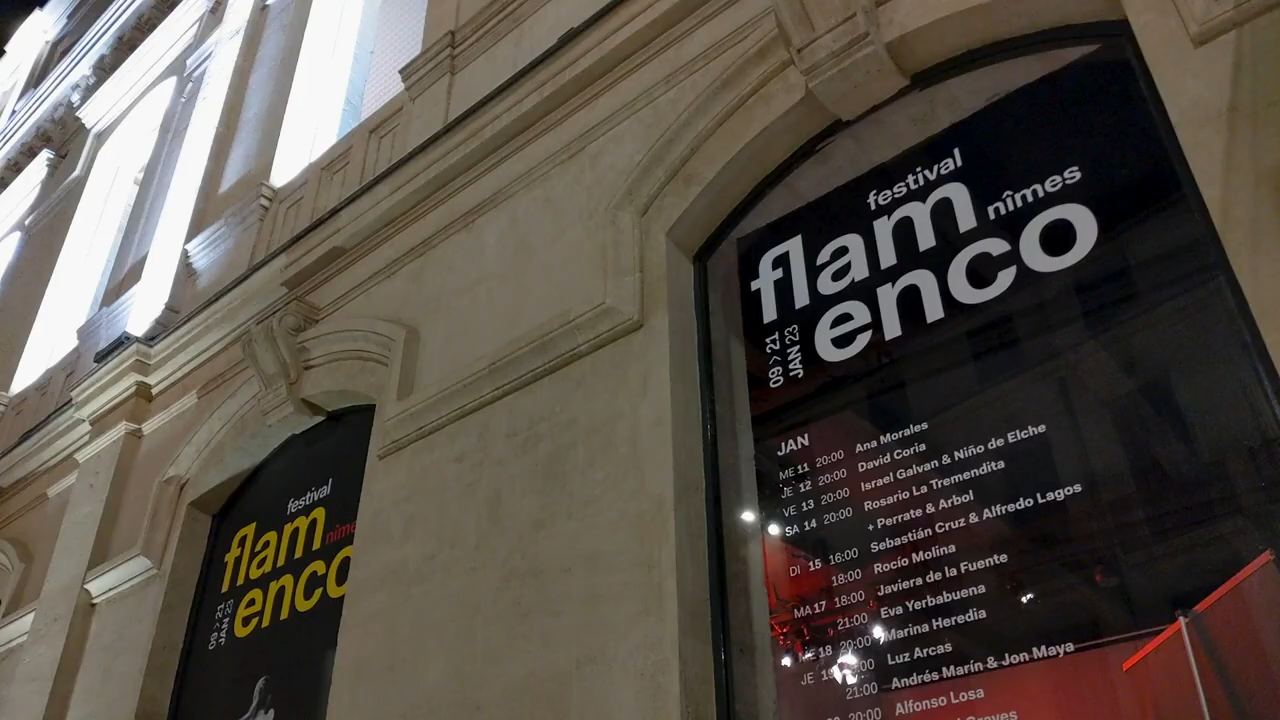 festival
flam
nîmes
enco
09 > 21
JAN 23
JAN
ME 11 20:00 Ana Morales
JE 12 20:00 David Coria
VE 13 20:00 Israel Galvan & Niño de Elche
SA 14 20:00 Rosario La Tremendita
+ Perrate & Arbol
DI 15 16:00 Sebastián Cruz & Alfredo Lagos
18:00 Rocío Molina
MA 17 18:00 Javiera de la Fuente
21:00 Eva Yerbabuena
ME 18 20:00 Marina Heredia
JE Luz Arcas
21:00 Andrés Marín & Jon Maya
20:00 Alfonso Losa
festival
flam
nîmes
enco
09 > 21
JAN 23